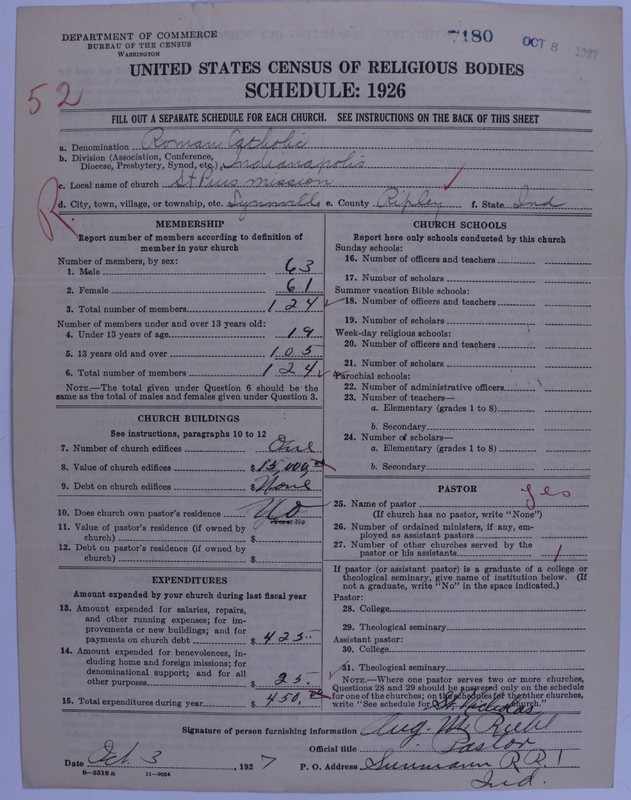 DEPARTMENT OF COMMERCE
BUREAU OF THE CENSUS
WASHINGTON
7180 OCT 8 1927
UNITED STATES CENSUS OF RELIGIOUS BODIES
SCHEDULE: 1926
52
FILL OUT A SEPARATE SCHEDULE FOR EACH CHURCH. SEE INSTRUCTIONS ON THE BACK OF THIS SHEET
a. Denomination Roman Catholic
b. Division (Association, Conference,
Diocese, Presbytery, Synod, etc.) Indianapolis
c. Local name of church St Pius Mission
R
d. City, town, village, or township, etc. e. County Ripley f. State Ind
MEMBERSHIP
Report number of members according to definition of
member in your church
Number of members, by sex:
1. Male 63
2. Female 61
3. Total number of members 124
Number of members under and over 13 years old:
4. Under 13 years of age 19
5. 13 years old and over 105
6. Total number of members 124
NOTE.—The total given under Question 6 should be the
same as the total of males and females given under Question 3.
CHURCH BUILDINGS
See instructions, paragraphs 10 to 12
7. Number of church edifices One
8. Value of church edifices $15,000.00
9. Debt on church edifices $None
10. Does church own pastor's residence No
Yes or No
11. Value of pastor's residence (if owned by
church) $
12. Debt on pastor's residence (if owned by
church) $
EXPENDITURES
Amount expended by your church during last fiscal year
13. Amount expended for salaries, repairs,
and other running expenses; for im-
provements or new buildings; and for
payments on church debt $ 425.
14. Amount expended for benevolences, in-
cluding home and foreign missions; for
denominational support; and for all
other purposes $ 25.
15. Total expenditures during year $ 450.00
CHURCH SCHOOLS
Report here only schools conducted by this church
Sunday schools:
16. Number of officers and teachers
17. Number of scholars
Summer vacation Bible schools:
18. Number of officers and teachers
19. Number of scholars
Week-day religious schools:
20. Number of officers and teachers
21. Number of scholars
Parochial schools:
22. Number of administrative officers
23. Number of teachers—
a. Elementary (grades 1 to 8)
b. Secondary
24. Number of scholars—
a. Elementary (grades 1 to 8)
b. Secondary
PASTOR
25. Name of pastor yes
(If church has no pastor, write "None")
26. Number of ordained ministers, if any, em-
ployed as assistant pastors
27. Number of other churches served by the
pastor or his assistants 1
If pastor (or assistant pastor) is a graduate of a college or
theological seminary, give name of institution below. (If
not a graduate, write "No" in the space indicated.)
Pastor:
28. College
29. Theological seminary
Assistant pastor:
30. College
31. Theological seminary
NOTE.—Where one pastor serves two or more churches,
Questions 28 and 29 should be answered only on the schedule
for one of the churches; on the schedules for the other churches,
write "See schedule for St. Nicholas Church."
Signature of person furnishing information Aug. M.
Official title Pastor
Date Oct. 3, 1927 P. O. Address Sunmann R R 1
Ind.
8—5518 a 11—9034